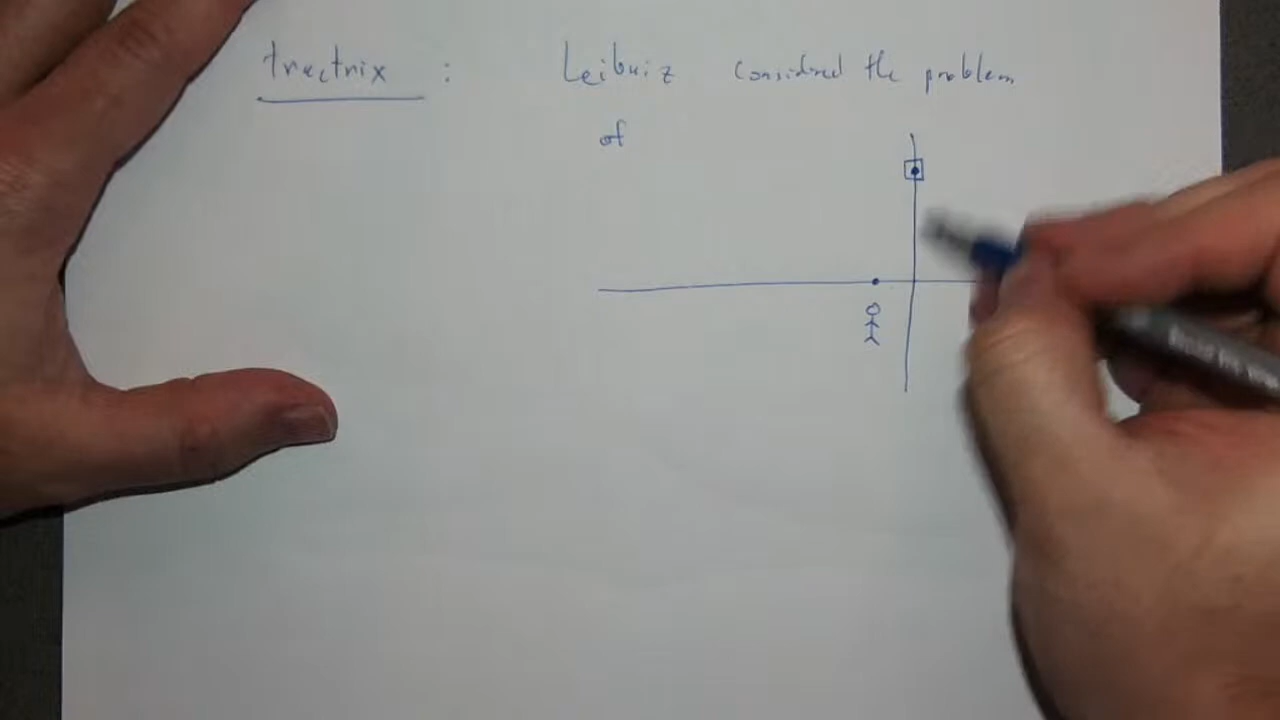 tractrix : Leibniz considered the problem
of